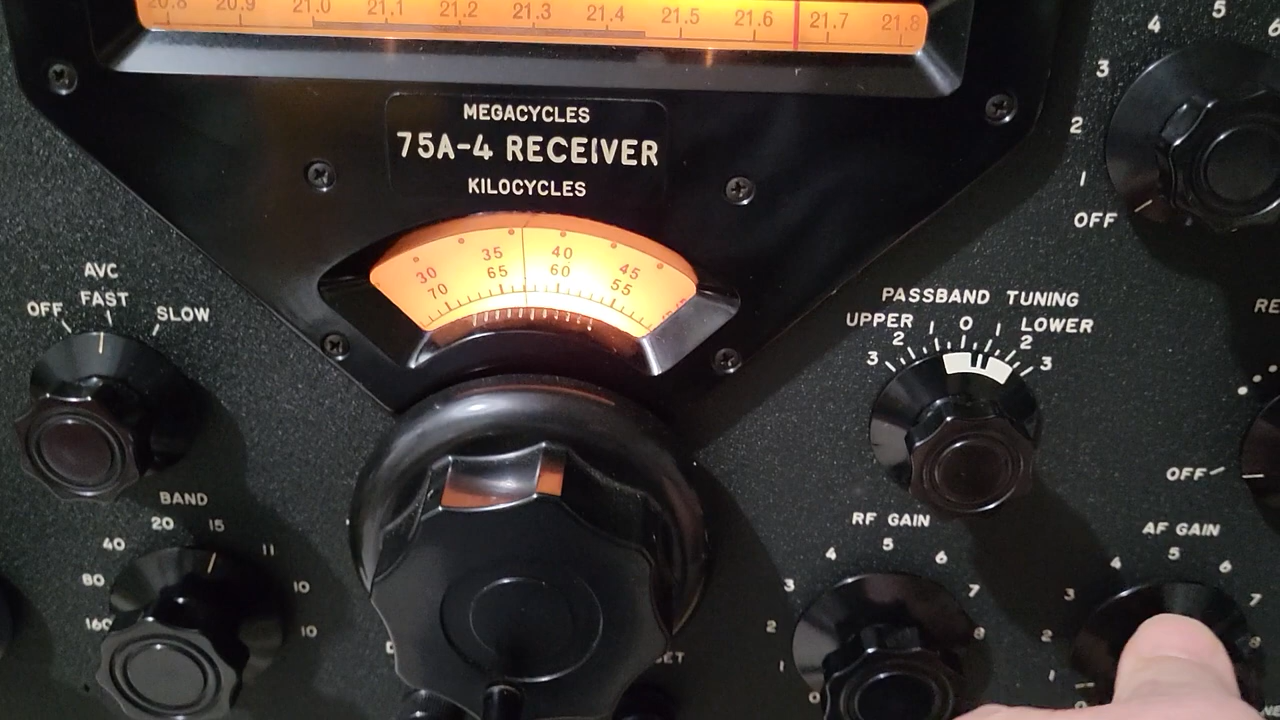 20.8 20.9 21.0 21.1 21.2 21.3 21.4 21.5 21.6 21.7 21.8
MEGACYCLES
75A-4 RECEIVER
KILOCYCLES
30 35 40 45
70 65 60 55
AVC
OFF FAST SLOW
BAND
160 80 40 20 15 11 10 10
OFF 1 2 3 4 5 6
PASSBAND TUNING
UPPER 0 LOWER
3 2 1 1 2 3
OFF
RF GAIN
0 1 2 3 4 5 6 7 8
AF GAIN
0 1 2 3 4 5 6 7 8